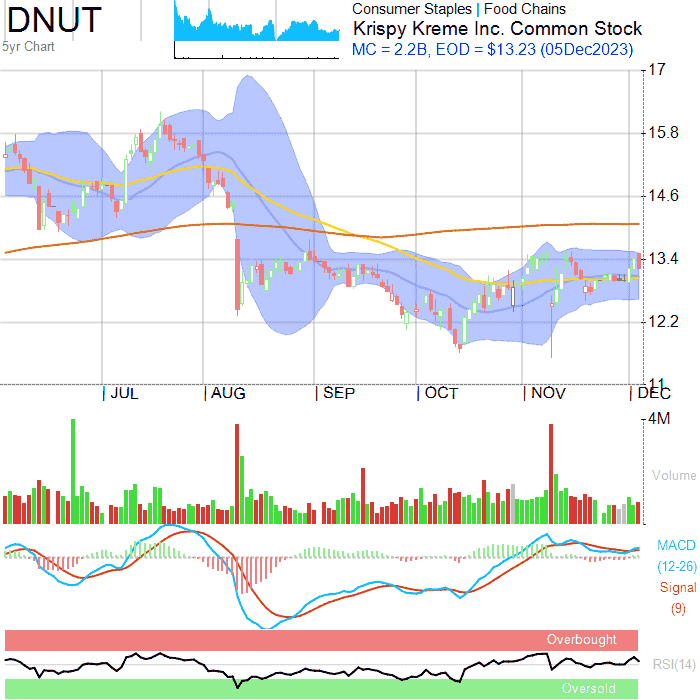 DNUT
5yr Chart
Consumer Staples | Food Chains
Krispy Kreme Inc. Common Stock
MC = 2.2B, EOD = $13.23 (05Dec2023)
17
15.8
14.6
13.4
12.2
11
JUL AUG SEP OCT NOV DEC
4M
Volume
MACD
(12-26)
Signal
(9)
Overbought
RSI(14)
Oversold